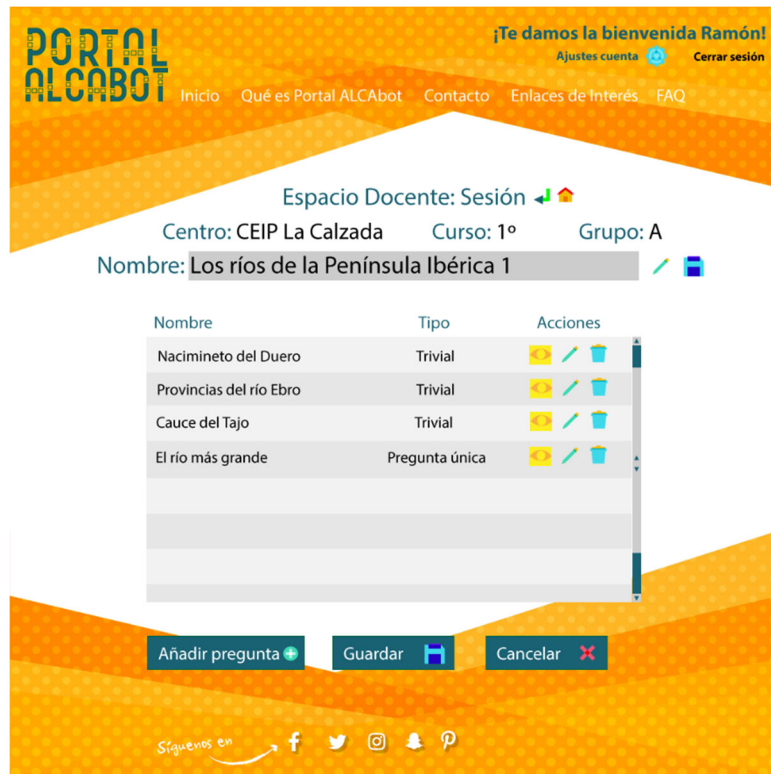 PORTAL
ALCABOT
¡Te damos la bienvenida Ramón!
Ajustes cuenta Cerrar sesión
Inicio Qué es Portal ALCAbot Contacto Enlaces de Interés FAQ
Espacio Docente: Sesión
Centro: CEIP La Calzada Curso: 1º Grupo: A
Nombre: Los ríos de la Península Ibérica 1
Nombre Tipo Acciones
Nacimineto del Duero Trivial
Provincias del río Ebro Trivial
Cauce del Tajo Trivial
El río más grande Pregunta única
Añadir pregunta Guardar Cancelar
Síguenos en